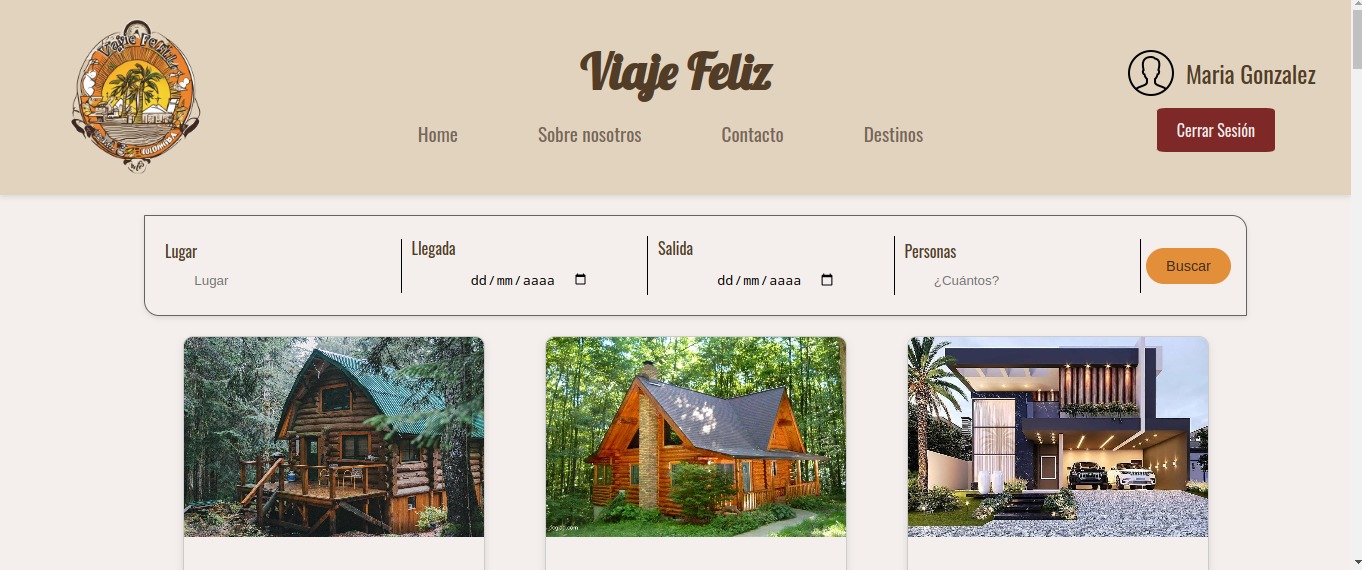 Viaje Feliz
COLOMBIA
Viaje Feliz
Maria Gonzalez
Home
Sobre nosotros
Contacto
Destinos
Cerrar Sesión
Lugar
Llegada
Salida
Personas
Lugar
dd/mm/aaaa
dd/mm/aaaa
¿Cuántos?
Buscar